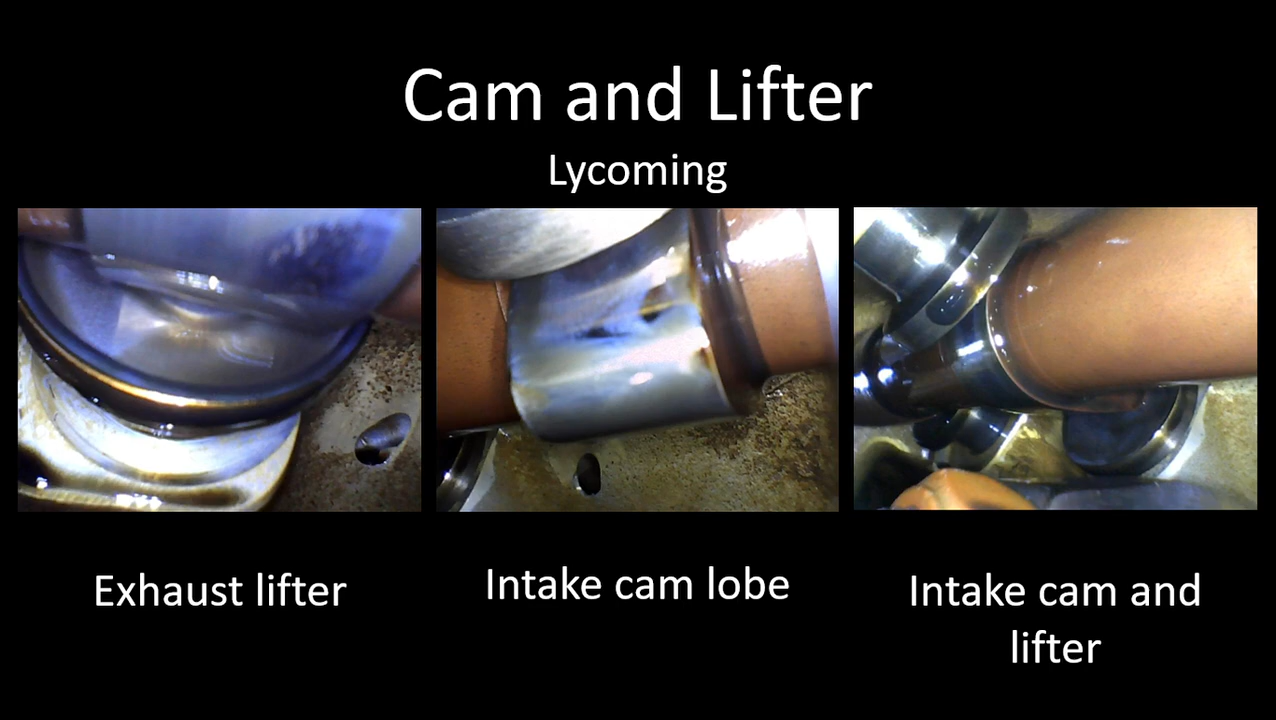 Cam and Lifter
Lycoming
Exhaust lifter
Intake cam lobe
Intake cam and
lifter